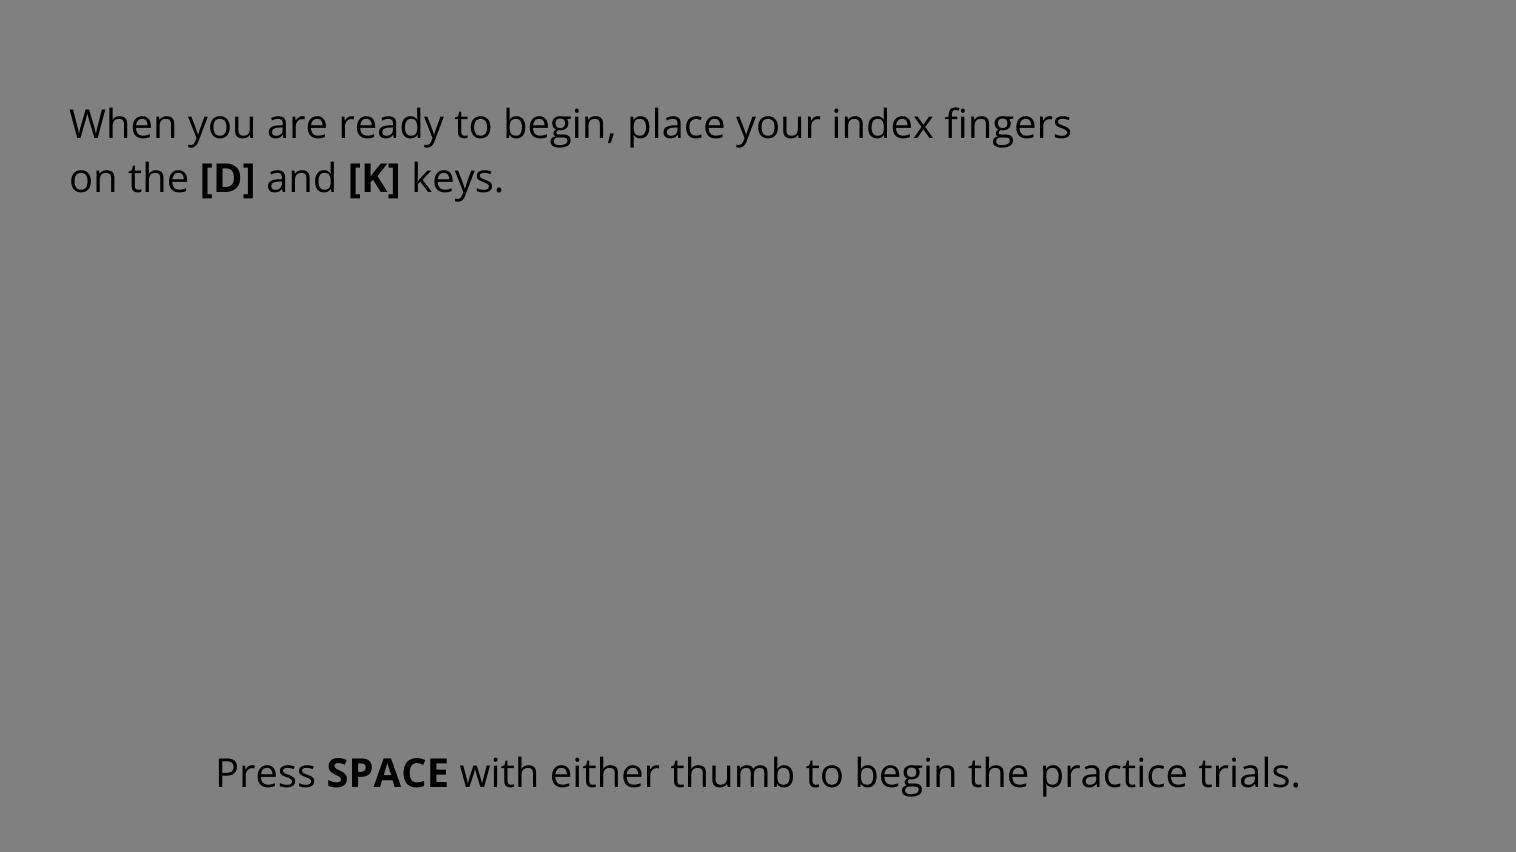 When you are ready to begin, place your index fingers
on the [D] and [K] keys.
Press SPACE with either thumb to begin the practice trials.